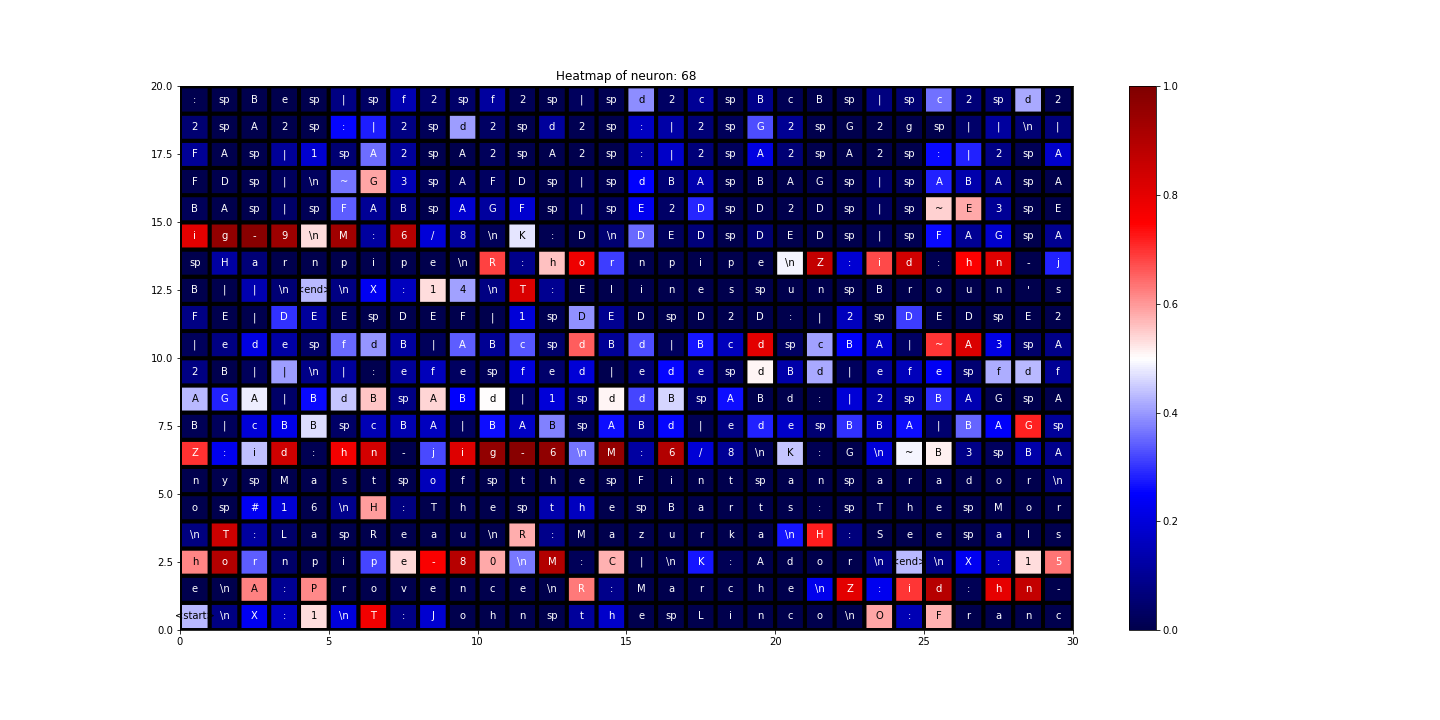 Heatmap of neuron: 68
20.0 : sp B e sp | sp f 2 sp f 2 sp | sp d 2 c sp B c B sp | sp c 2 sp d 2 1.0
2 sp A 2 sp : | 2 sp d 2 sp d 2 sp : | 2 sp G 2 sp G 2 g sp | | \n |
17.5 F A sp | 1 sp A 2 sp A 2 sp A 2 sp : | 2 sp A 2 sp A 2 sp : | 2 sp A
F D sp | \n ~ G 3 sp A F D sp | sp d B A sp B A G sp | sp A B A sp A 0.8
15.0 B A sp | sp F A B sp A G F sp | sp E 2 D sp D 2 D sp | sp ~ E 3 sp E
i g - 9 \n M : 6 / 8 \n K : D \n D E D sp D E D sp | sp F A G sp A
sp H a r n p i p e \n R : h o r n p i p e \n Z : i d : h n - j 0.6
12.5 B | | \n <end> \n X : 1 4 \n T : E l i n e s sp u n sp B r o u n ' s
F E | D E E sp D E F | 1 sp D E D sp D 2 D : | 2 sp D E D sp E 2
10.0 | e d e sp f d B | A B c sp d B d | B c d sp c B A | ~ A 3 sp A
2 B | | \n | : e f e sp f e d | e d e sp d B d | e f e sp f d f 0.4
A G A | B d B sp A B d | 1 sp d d B sp A B d : | 2 sp B A G sp A
7.5 B | c B B sp c B A | B A B sp A B d | e d e sp B B A | B A G sp
Z : i d : h n - j i g - 6 \n M : 6 / 8 \n K : G \n ~ B 3 sp B A
5.0 n y sp M a s t sp o f sp t h e sp F i n t sp a n sp a r a d o r \n
o sp # 1 6 \n H : T h e sp t h e sp B a r t s : sp T h e sp M o r 0.2
\n T : L a sp R e a u \n R : M a z u r k a \n H : S e e sp a l s
2.5 h o r n p i p e - 8 0 \n M : C | \n K : A d o r \n <end> \n X : 1 5
e \n A : P r o v e n c e \n R : M a r c h e \n Z : i d : h n -
0.0 <start \n X : 1 \n T : J o h n sp t h e sp L i n c o \n O : F r a n c 0.0
0 5 10 15 20 25 30